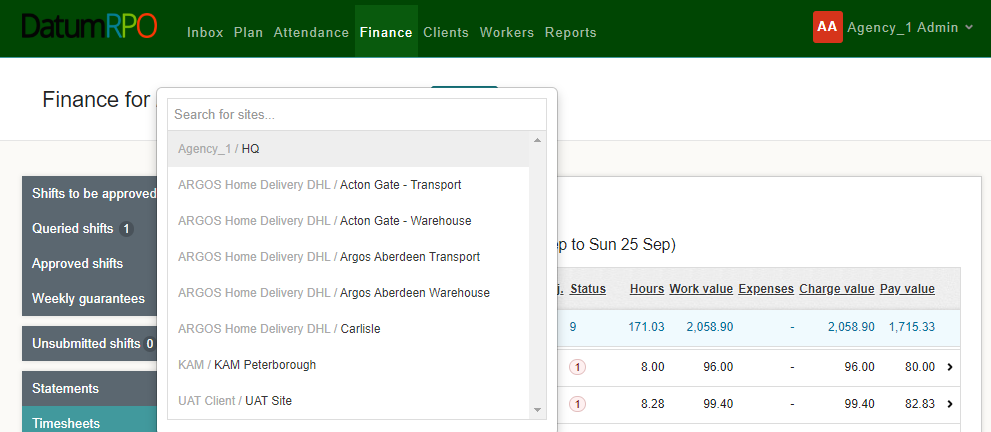 DatumRPO
Inbox Plan Attendance Finance Clients Workers Reports
AA Agency_1 Admin
Finance for
Search for sites...
Agency_1 / HQ
ARGOS Home Delivery DHL / Acton Gate - Transport
ARGOS Home Delivery DHL / Acton Gate - Warehouse
ARGOS Home Delivery DHL / Argos Aberdeen Transport
ARGOS Home Delivery DHL / Argos Aberdeen Warehouse
ARGOS Home Delivery DHL / Carlisle
KAM / KAM Peterborough
UAT Client / UAT Site
Shifts to be approved
Queried shifts 1
Approved shifts
Weekly guarantees
Unsubmitted shifts 0
Statements
Timesheets
to Sun 25 Sep)
Status Hours Work value Expenses Charge value Pay value
9 171.03 2,058.90 - 2,058.90 1,715.33
1 8.00 96.00 - 96.00 80.00
1 8.28 99.40 - 99.40 82.83